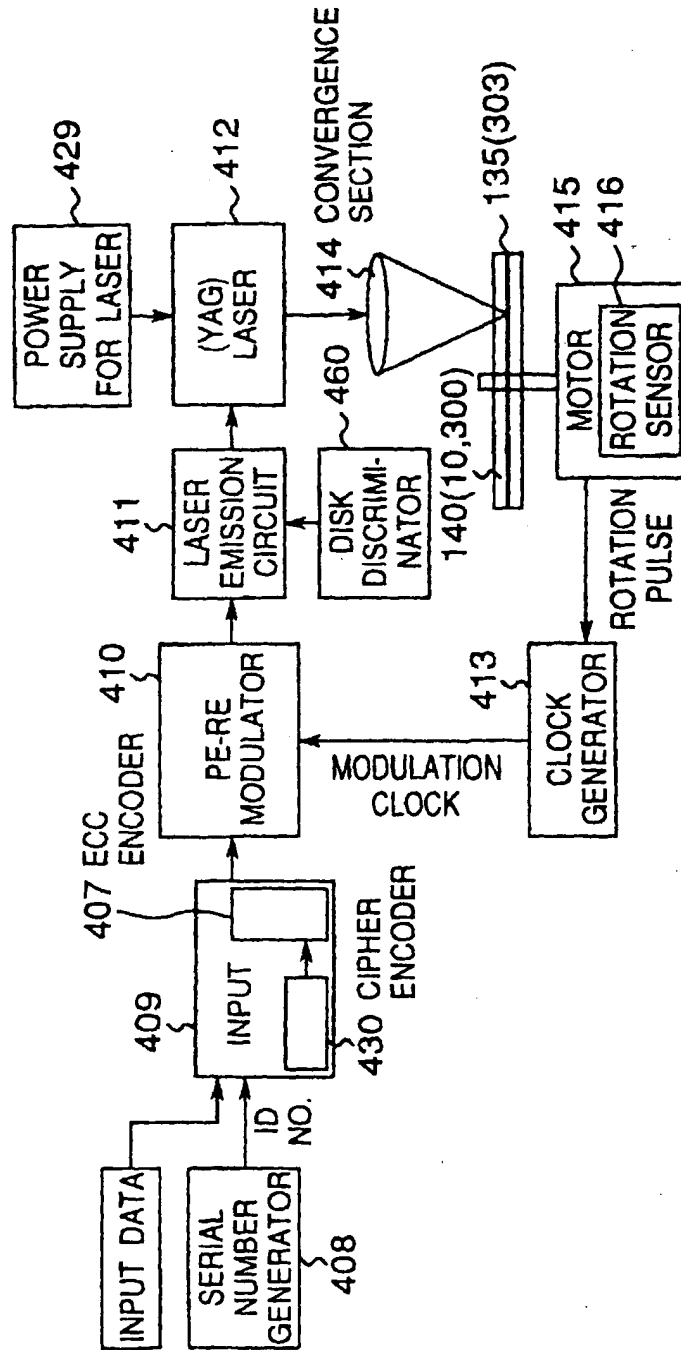 INPUT DATA
SERIAL
NUMBER
GENERATOR
408
ID
NO.
409
INPUT
407 ECC
ENCODER
430 CIPHER
ENCODER
410
PE-RE
MODULATOR
MODULATION
CLOCK
413
CLOCK
GENERATOR
ROTATION
PULSE
411
LASER
EMISSION
CIRCUIT
460
DISK
DISCRIMI-
NATOR
POWER
SUPPLY
FOR LASER
429
(YAG)
LASER
412
414 CONVERGENCE
SECTION
140(10,300)
135(303)
MOTOR
415
ROTATION
SENSOR
416